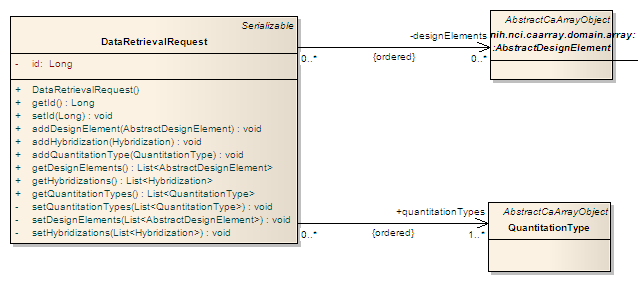 Serializable
DataRetrievalRequest
- id: Long
+ DataRetrievalRequest()
+ getId() : Long
+ setId(Long) : void
+ addDesignElement(AbstractDesignElement) : void
+ addHybridization(Hybridization) : void
+ addQuantitationType(QuantitationType) : void
+ getDesignElements() : List<AbstractDesignElement>
+ getHybridizations() : List<Hybridization>
+ getQuantitationTypes() : List<QuantitationType>
- setQuantitationTypes(List<QuantitationType>) : void
- setDesignElements(List<AbstractDesignElement>) : void
- setHybridizations(List<Hybridization>) : void
-designElements
0..*
{ordered}
0..*
AbstractCaArrayObject
nih.nci.caarray.domain.array:
:AbstractDesignElement
+quantitationTypes
0..*
{ordered}
1..*
AbstractCaArrayObject
QuantitationType